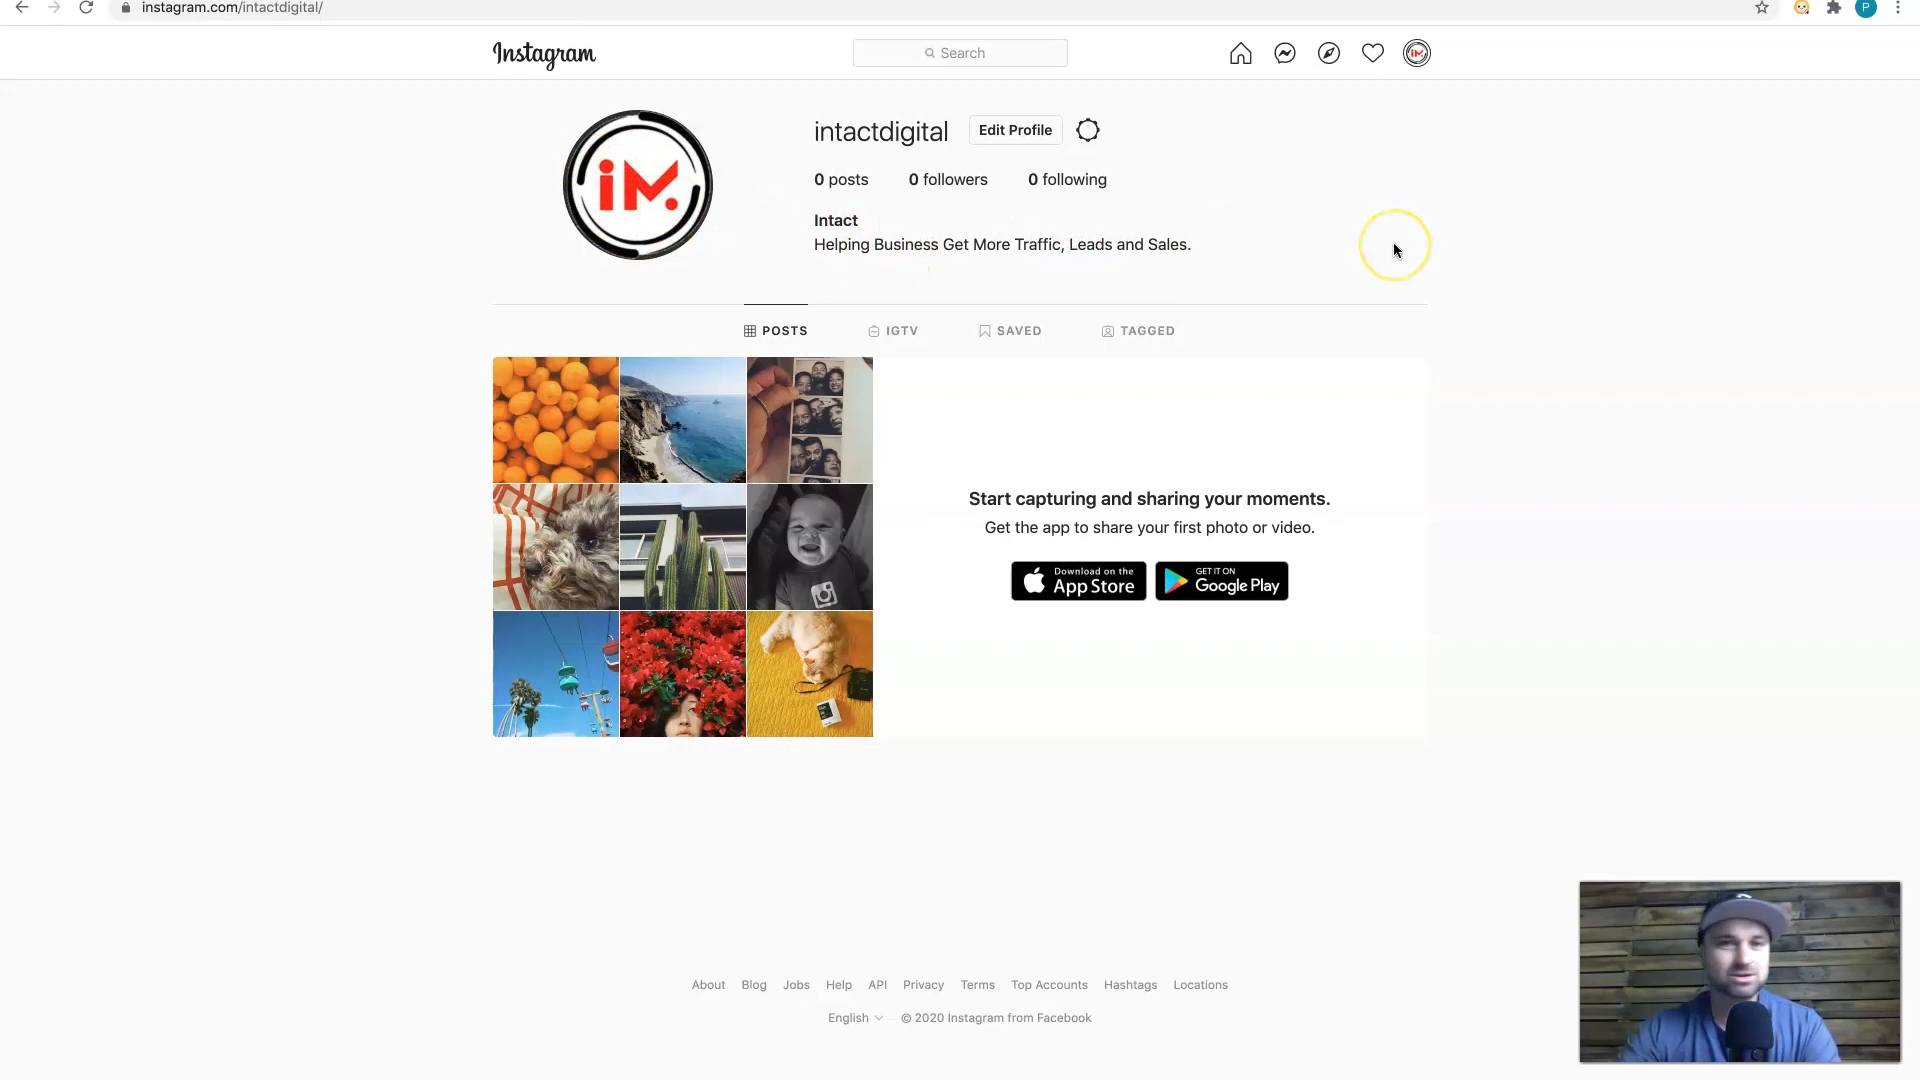 instagram.com/intactdigital/
P
Instagram
Search
iM.
iM.
intactdigital
Edit Profile
0 posts
0 followers
0 following
Intact
Helping Business Get More Traffic, Leads and Sales.
POSTS
IGTV
SAVED
TAGGED
Start capturing and sharing your moments.
Get the app to share your first photo or video.
Download on the
App Store
GET IT ON
Google Play
About Blog Jobs Help API Privacy Terms Top Accounts Hashtags Locations
English
© 2020 Instagram from Facebook